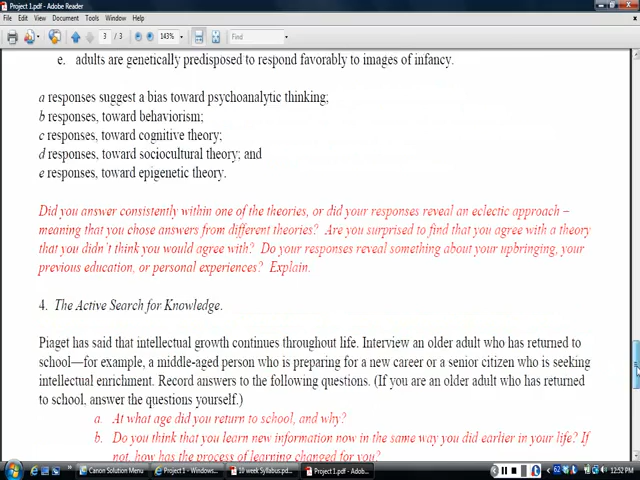 Project 1.pdf - Adobe Reader
File Edit View Document Tools Window Help
3 / 3 143% Find
e. adults are genetically predisposed to respond favorably to images of infancy.
a responses suggest a bias toward psychoanalytic thinking;
b responses, toward behaviorism;
c responses, toward cognitive theory;
d responses, toward sociocultural theory; and
e responses, toward epigenetic theory.
Did you answer consistently within one of the theories, or did your responses reveal an eclectic approach –
meaning that you chose answers from different theories? Are you surprised to find that you agree with a theory
that you didn't think you would agree with? Do your responses reveal something about your upbringing, your
previous education, or personal experiences? Explain.
4. The Active Search for Knowledge.
Piaget has said that intellectual growth continues throughout life. Interview an older adult who has returned to
school—for example, a middle-aged person who is preparing for a new career or a senior citizen who is seeking
intellectual enrichment. Record answers to the following questions. (If you are an older adult who has returned
to school, answer the questions yourself.)
a. At what age did you return to school, and why?
b. Do you think that you learn new information now in the same way you did earlier in your life? If
not, how has the process of learning changed for you?
Canon Solution Menu Project 1 - Windows... 10 week Syllabus.pd... Project 1.pdf - Adobe... 62 12:52 PM